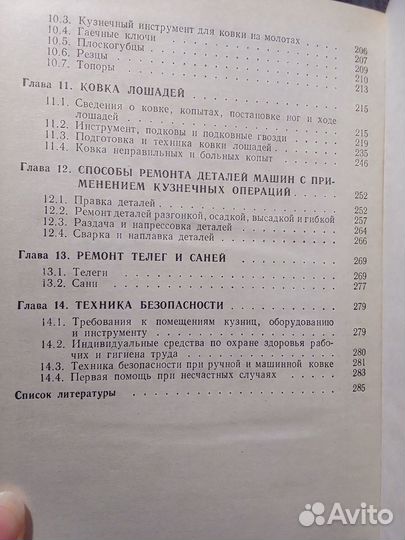 10.3. Кузнечный инструмент для ковки на молотах . 206
10.4. Гаечные ключи . . . . . . . . 207
10.5. Плоскогубцы . . . . . . . . 209
10.6. Резцы . . . . . . . . 210
10.7. Топоры . . . . . . . . 213
Глава 11. КОВКА ЛОШАДЕЙ . . . . . . . . 215
11.1. Сведения о ковке, копытах, постановке ног и ходе
лошадей . . . . . . . . 215
11.2. Инструмент, подковы и подковные гвозди . . 219
11.3. Подготовка и техника ковки лошадей . . . 235
11.4. Ковка неправильных и больных копыт . . . 246
Глава 12. СПОСОБЫ РЕМОНТА ДЕТАЛЕЙ МАШИН С ПРИ-
МЕНЕНИЕМ КУЗНЕЧНЫХ ОПЕРАЦИЙ . . . 252
12.1. Правка деталей . . . . . . . . 252
12.2. Ремонт деталей разгонкой, осадкой, высадкой и гибкой 257
12.3. Раздача и напрессовка деталей . . . . 264
12.4. Сварка и наплавка деталей . . . . . 266
Глава 13. РЕМОНТ ТЕЛЕГ И САНЕЙ . . . . . 269
13.1. Телеги . . . . . . . . 269
13.2. Сани . . . . . . . . 277
Глава 14. ТЕХНИКА БЕЗОПАСНОСТИ . . . . . 279
14.1. Требования к помещениям кузниц, оборудованию
и инструменту . . . . . . . . 279
14.2. Индивидуальные средства по охране здоровья рабо-
чих и гигиена труда . . . . . . . 280
14.3. Техника безопасности при ручной и машинной ковке 281
14.4. Первая помощь при несчастных случаях . . . 283
Список литературы . . . . . . . . 285
Avito